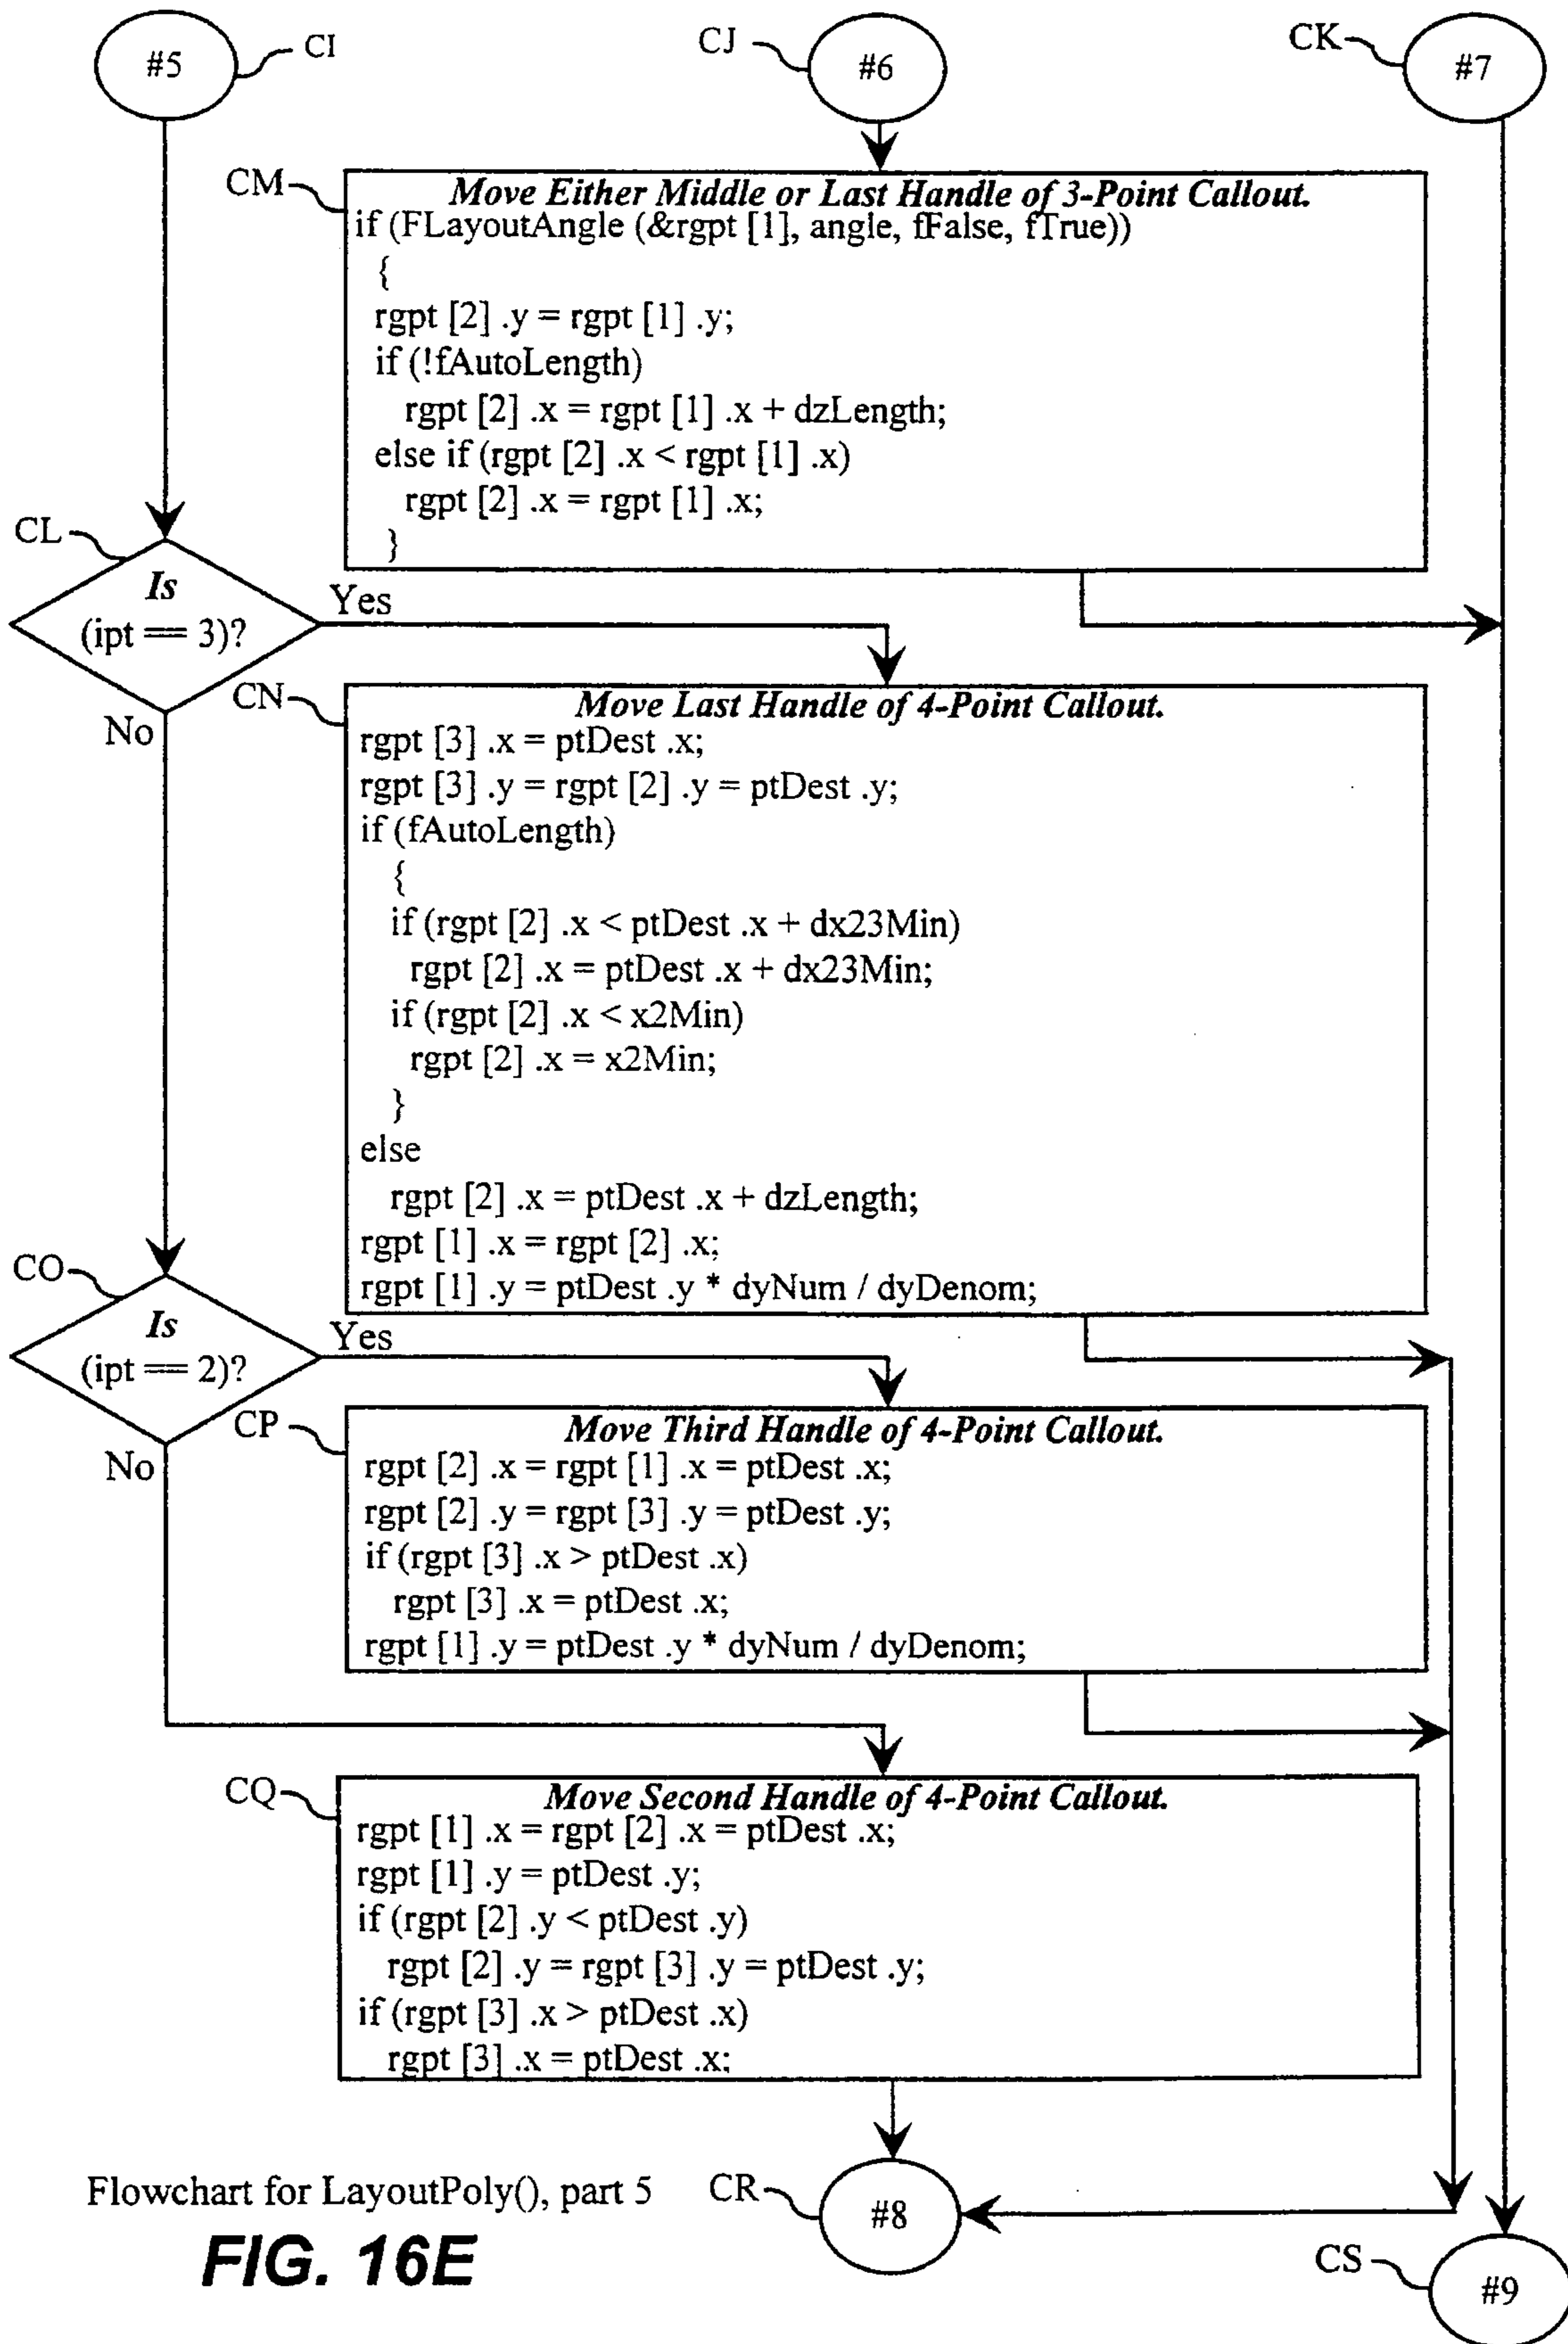 #5 CI
CJ #6
CK #7
CM
Move Either Middle or Last Handle of 3-Point Callout.
if (FLayoutAngle (&rgpt [1], angle, fFalse, fTrue))
{
rgpt [2] .y = rgpt [1] .y;
if (!fAutoLength)
rgpt [2] .x = rgpt [1] .x + dzLength;
else if (rgpt [2] .x < rgpt [1] .x)
rgpt [2] .x = rgpt [1] .x;
}
CL
Is
(ipt == 3)?
Yes
No
CN
Move Last Handle of 4-Point Callout.
rgpt [3] .x = ptDest .x;
rgpt [3] .y = rgpt [2] .y = ptDest .y;
if (fAutoLength)
{
if (rgpt [2] .x < ptDest .x + dx23Min)
rgpt [2] .x = ptDest .x + dx23Min;
if (rgpt [2] .x < x2Min)
rgpt [2] .x = x2Min;
}
else
rgpt [2] .x = ptDest .x + dzLength;
rgpt [1] .x = rgpt [2] .x;
rgpt [1] .y = ptDest .y * dyNum / dyDenom;
CO
Is
(ipt == 2)?
Yes
No
CP
Move Third Handle of 4-Point Callout.
rgpt [2] .x = rgpt [1] .x = ptDest .x;
rgpt [2] .y = rgpt [3] .y = ptDest .y;
if (rgpt [3] .x > ptDest .x)
rgpt [3] .x = ptDest .x;
rgpt [1] .y = ptDest .y * dyNum / dyDenom;
CQ
Move Second Handle of 4-Point Callout.
rgpt [1] .x = rgpt [2] .x = ptDest .x;
rgpt [1] .y = ptDest .y;
if (rgpt [2] .y < ptDest .y)
rgpt [2] .y = rgpt [3] .y = ptDest .y;
if (rgpt [3] .x > ptDest .x)
rgpt [3] .x = ptDest .x;
Flowchart for LayoutPoly(), part 5
FIG. 16E
CR #8
CS #9